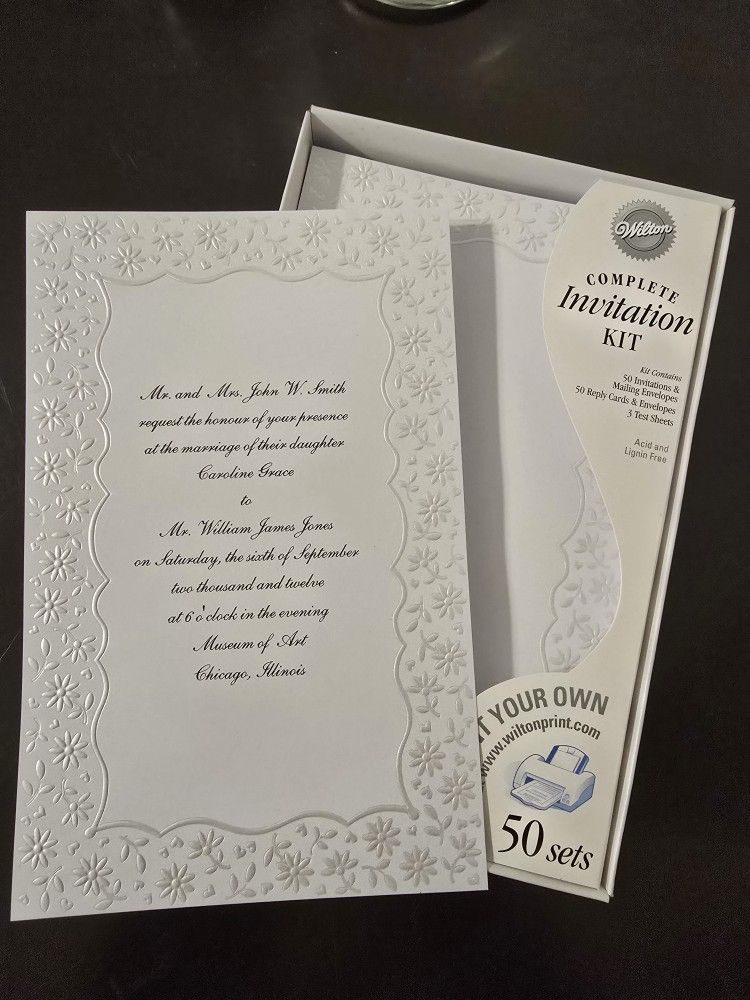 Mr. and Mrs. John W. Smith
request the honour of your presence
at the marriage of their daughter
Caroline Grace
to
Mr. William James Jones
on Saturday, the sixth of September
two thousand and twelve
at 6 o'clock in the evening
Museum of Art
Chicago, Illinois
Wilton
COMPLETE
Invitation
KIT
Kit Contains
50 Invitations &
Mailing Envelopes
50 Reply Cards & Envelopes
3 Test Sheets
Acid and
Lignin Free
T YOUR OWN
www.wiltonprint.com
50 sets